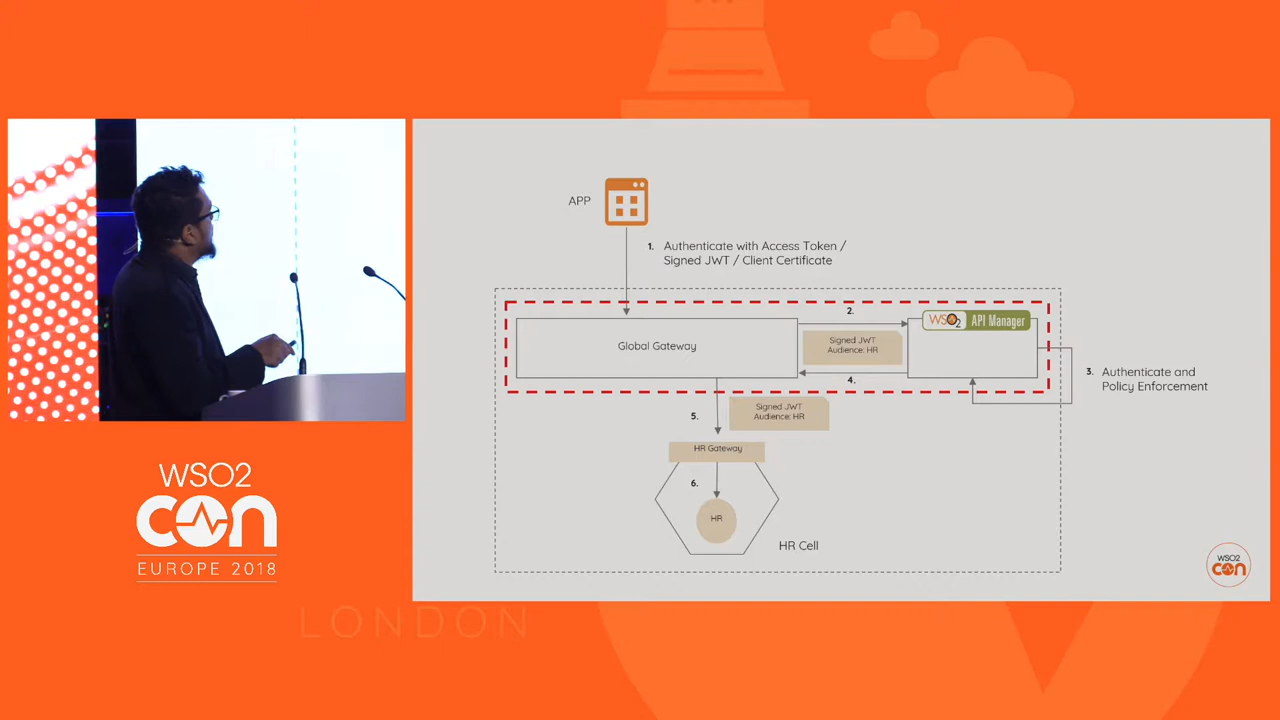 APP
1. Authenticate with Access Token /
Signed JWT / Client Certificate
2.
WSO2 API Manager
Global Gateway
Signed JWT
Audience: HR
4.
3. Authenticate and
Policy Enforcement
5.
Signed JWT
Audience: HR
HR Gateway
6.
HR
HR Cell
WSO2
con
WSO2
con
EUROPE 2018
LONDON